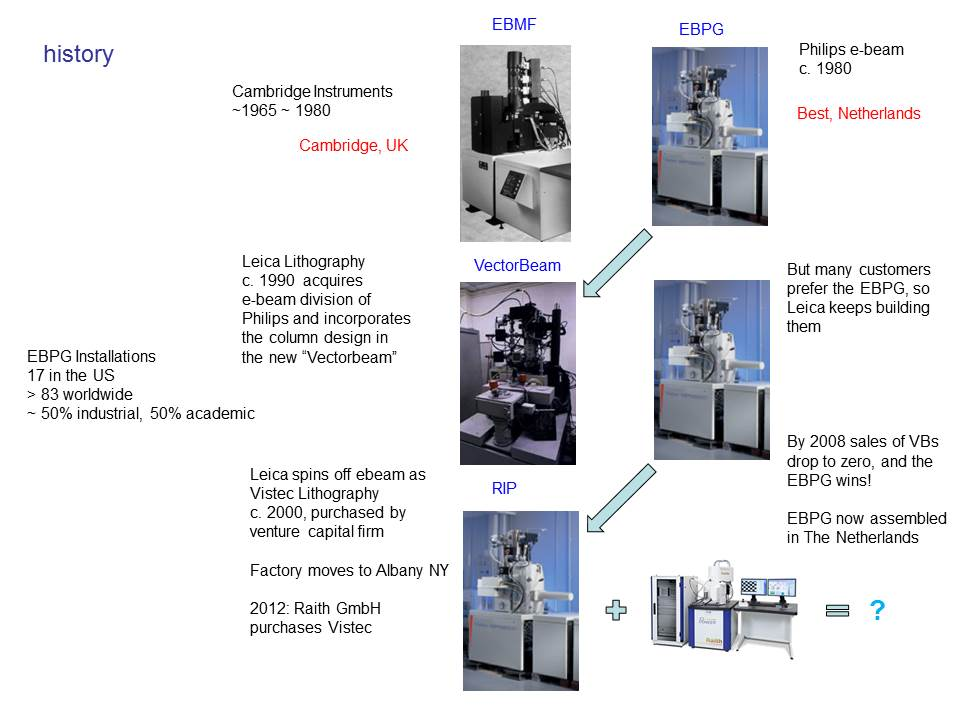 history
EBMF
EBPG
Cambridge Instruments
~1965 ~ 1980
Cambridge, UK
Philips e-beam
c. 1980
Best, Netherlands
Leica Lithography
c. 1990 acquires
e-beam division of
Philips and incorporates
the column design in
the new “Vectorbeam”
VectorBeam
But many customers
prefer the EBPG, so
Leica keeps building
them
EBPG Installations
17 in the US
> 83 worldwide
~ 50% industrial, 50% academic
By 2008 sales of VBs
drop to zero, and the
EBPG wins!
EBPG now assembled
in The Netherlands
Leica spins off ebeam as
Vistec Lithography
c. 2000, purchased by
venture capital firm
Factory moves to Albany NY
2012: Raith GmbH
purchases Vistec
RIP
Raith
= ?